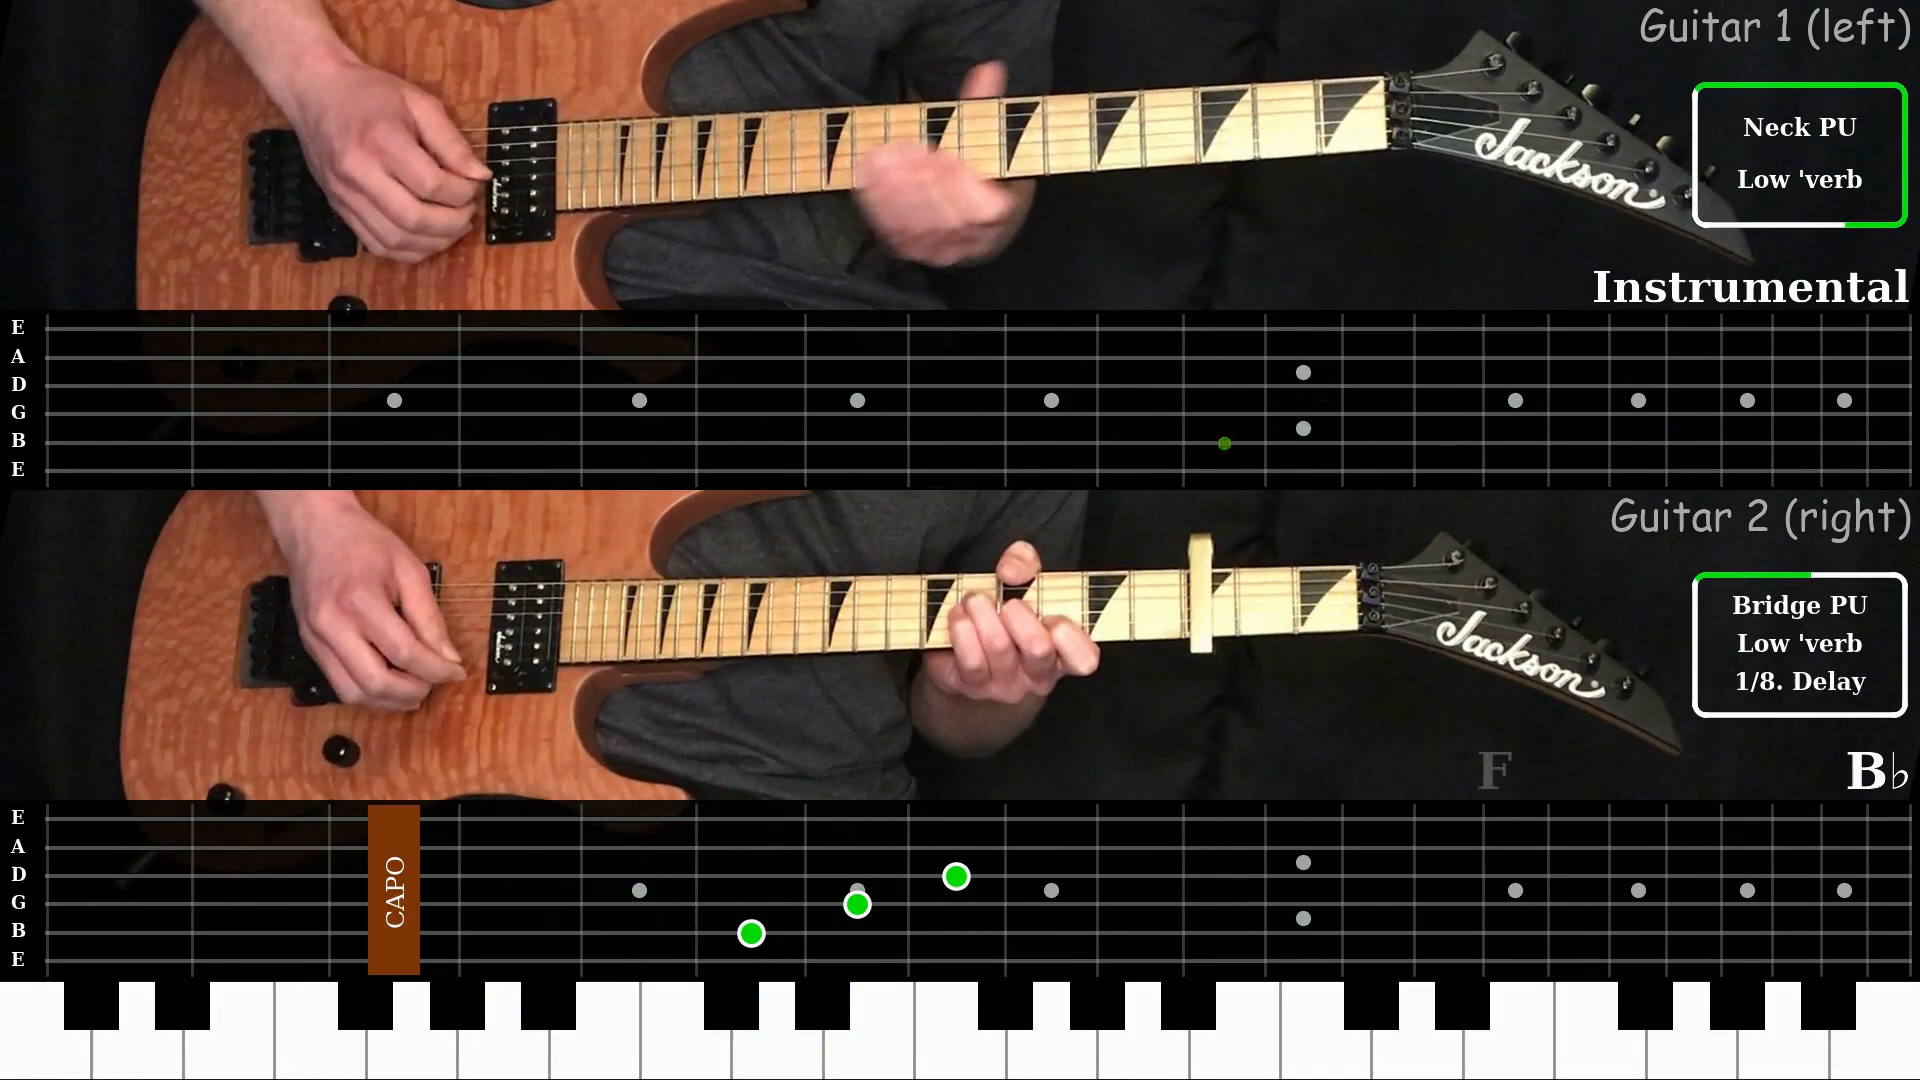 Guitar 1 (left)
Neck PU
Low 'verb
Jackson
Instrumental
E
A
D
G
B
E
Guitar 2 (right)
Bridge PU
Low 'verb
1/8. Delay
Jackson
F
B♭
E
A
D
G
B
E
CAPO